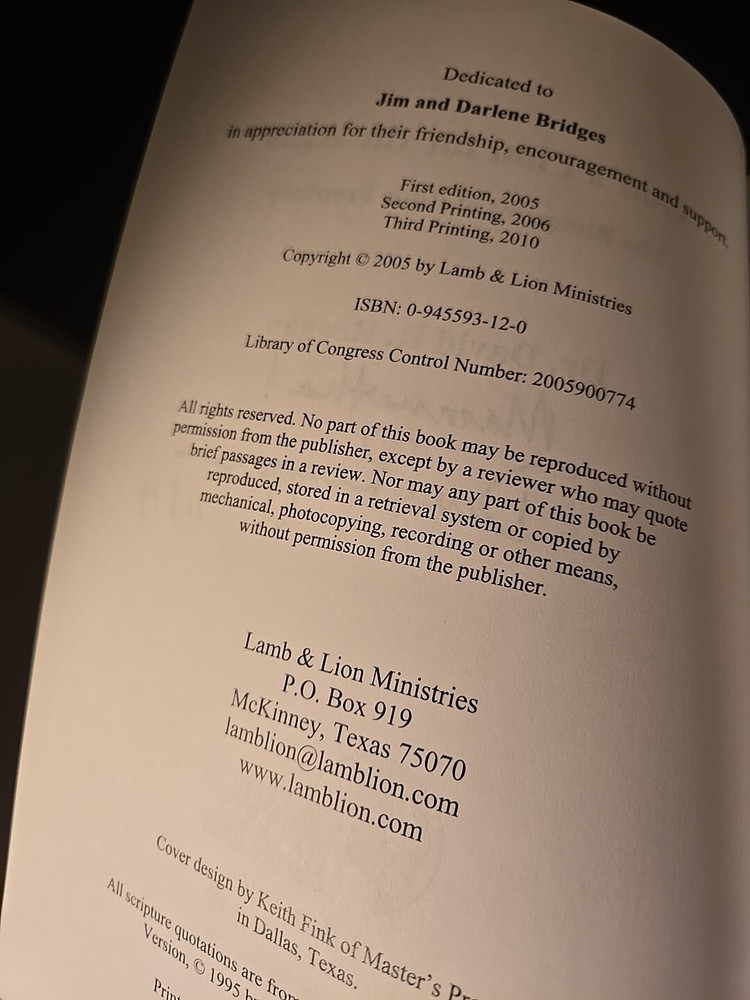 Dedicated to
Jim and Darlene Bridges
in appreciation for their friendship, encouragement and support.
First edition, 2005
Second Printing, 2006
Third Printing, 2010
Copyright © 2005 by Lamb & Lion Ministries
ISBN: 0-945593-12-0
Library of Congress Control Number: 2005900774
All rights reserved. No part of this book may be reproduced without
permission from the publisher, except by a reviewer who may quote
brief passages in a review. Nor may any part of this book be
reproduced, stored in a retrieval system or copied by
mechanical, photocopying, recording or other means,
without permission from the publisher.
Lamb & Lion Ministries
P.O. Box 919
McKinney, Texas 75070
lamblion@lamblion.com
www.lamblion.com
Cover design by Keith Fink of Master's
in Dallas, Texas.
All scripture quotations are from
Version, © 1995